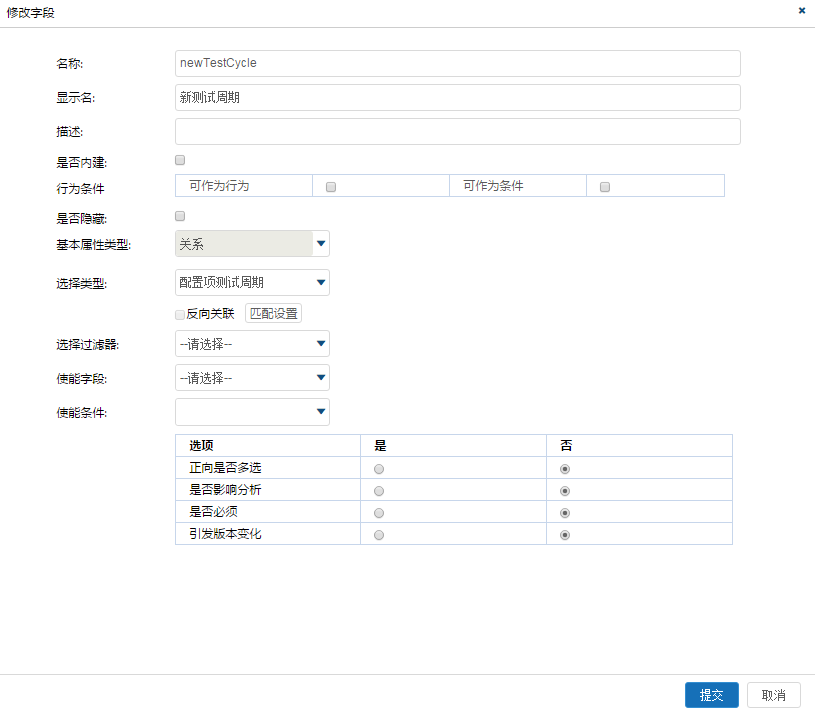 修改字段
名称: newTestCycle
显示名: 新测试周期
描述:
是否内建:
行为条件 可作为行为 可作为条件
是否隐藏:
基本属性类型: 关系
选择类型: 配置项测试周期
反向关联 匹配设置
选择过滤器: --请选择--
使能字段: --请选择--
使能条件:
选项 是 否
正向是否多选
是否影响分析
是否必须
引发版本变化
提交 取消